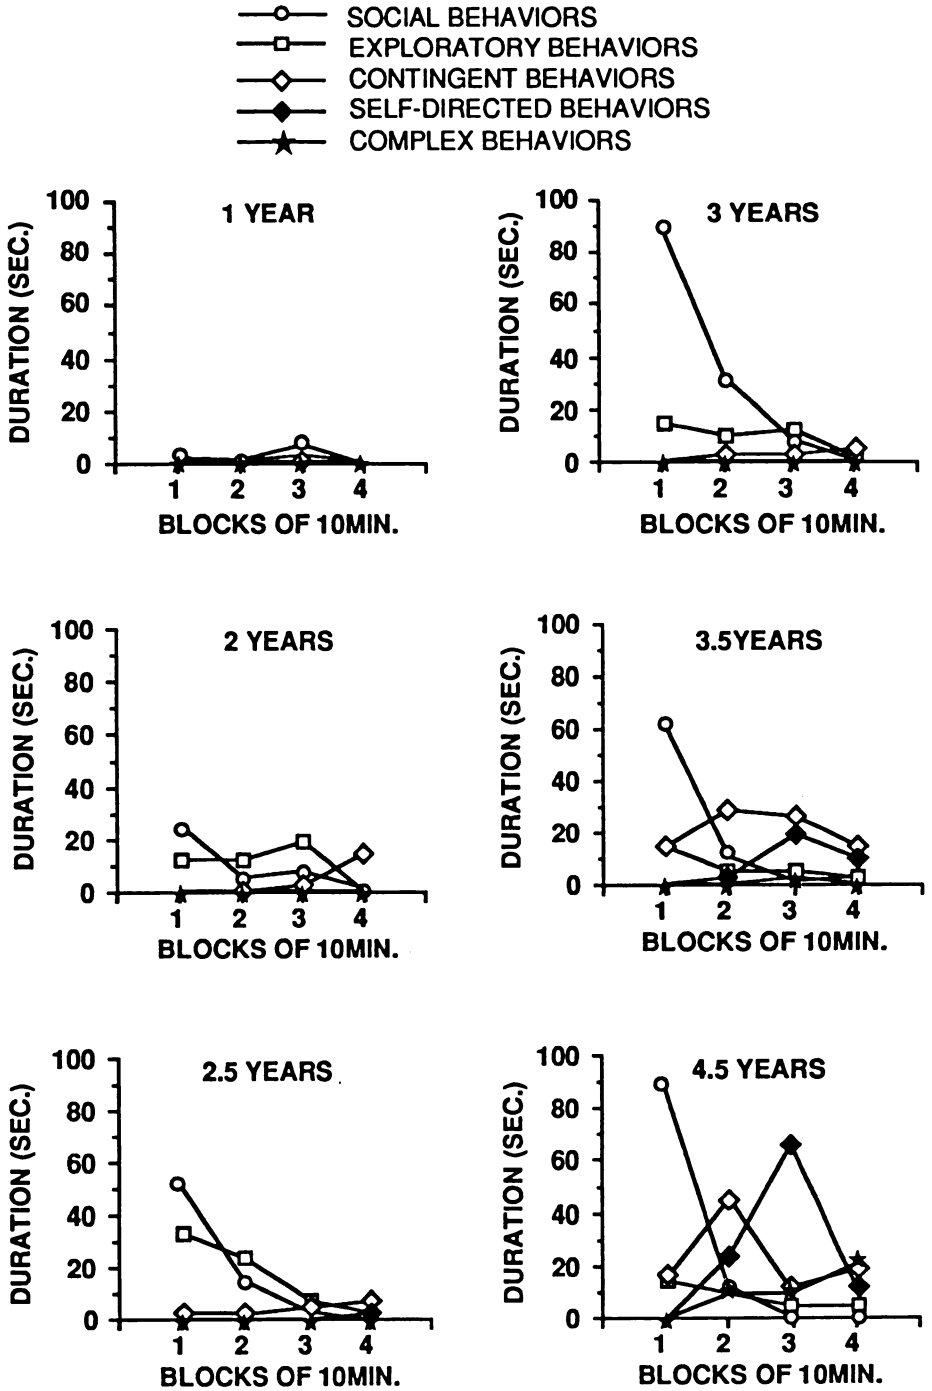 SOCIAL BEHAVIORS
EXPLORATORY BEHAVIORS
CONTINGENT BEHAVIORS
SELF-DIRECTED BEHAVIORS
COMPLEX BEHAVIORS
1 YEAR
DURATION (SEC.)
100
80
60
40
20
0
1 2 3 4
BLOCKS OF 10MIN.
3 YEARS
DURATION (SEC.)
100
80
60
40
20
0
1 2 3 4
BLOCKS OF 10MIN.
2 YEARS
DURATION (SEC.)
100
80
60
40
20
0
1 2 3 4
BLOCKS OF 10MIN.
3.5YEARS
DURATION (SEC.)
100
80
60
40
20
0
1 2 3 4
BLOCKS OF 10MIN.
2.5 YEARS
DURATION (SEC.)
100
80
60
40
20
0
1 2 3 4
BLOCKS OF 10MIN.
4.5 YEARS
DURATION (SEC.)
100
80
60
40
20
0
1 2 3 4
BLOCKS OF 10MIN.